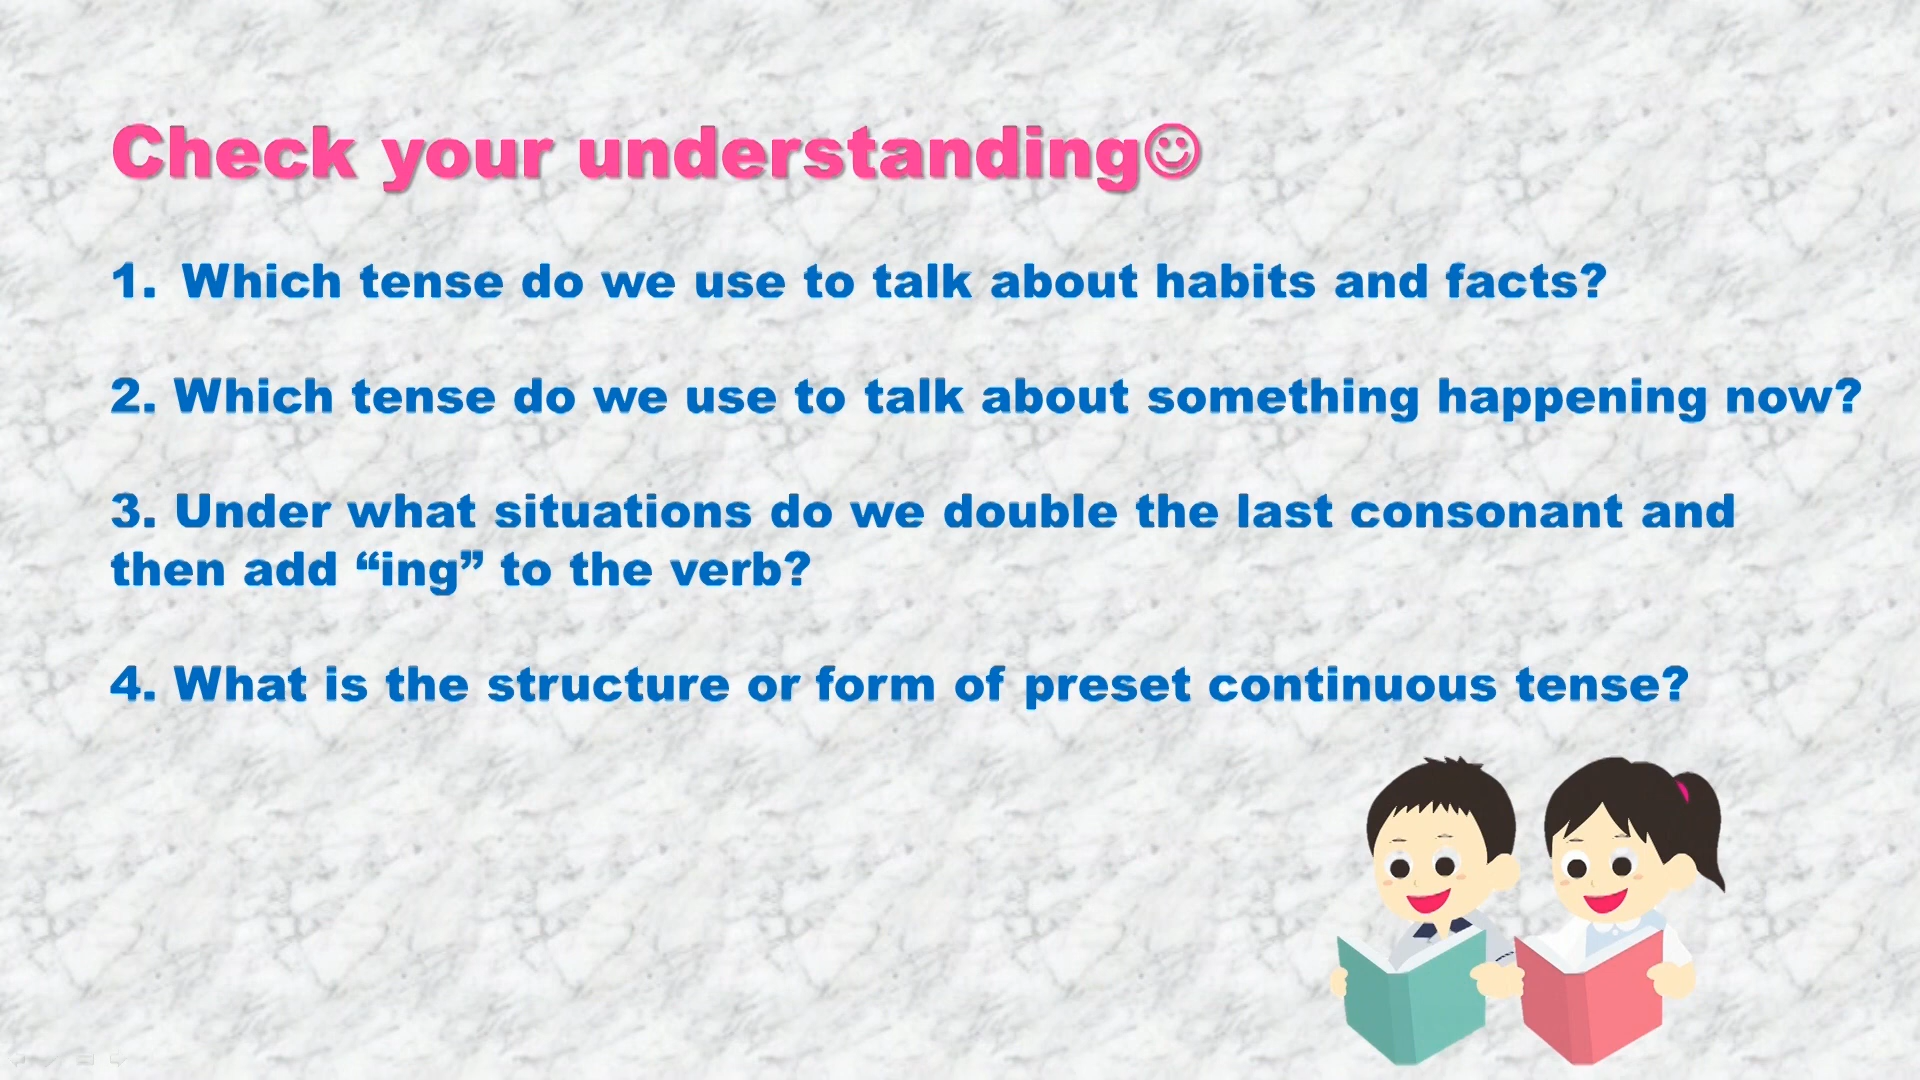 Check your understanding☺
1. Which tense do we use to talk about habits and facts?
2. Which tense do we use to talk about something happening now?
3. Under what situations do we double the last consonant and
then add “ing” to the verb?
4. What is the structure or form of preset continuous tense?